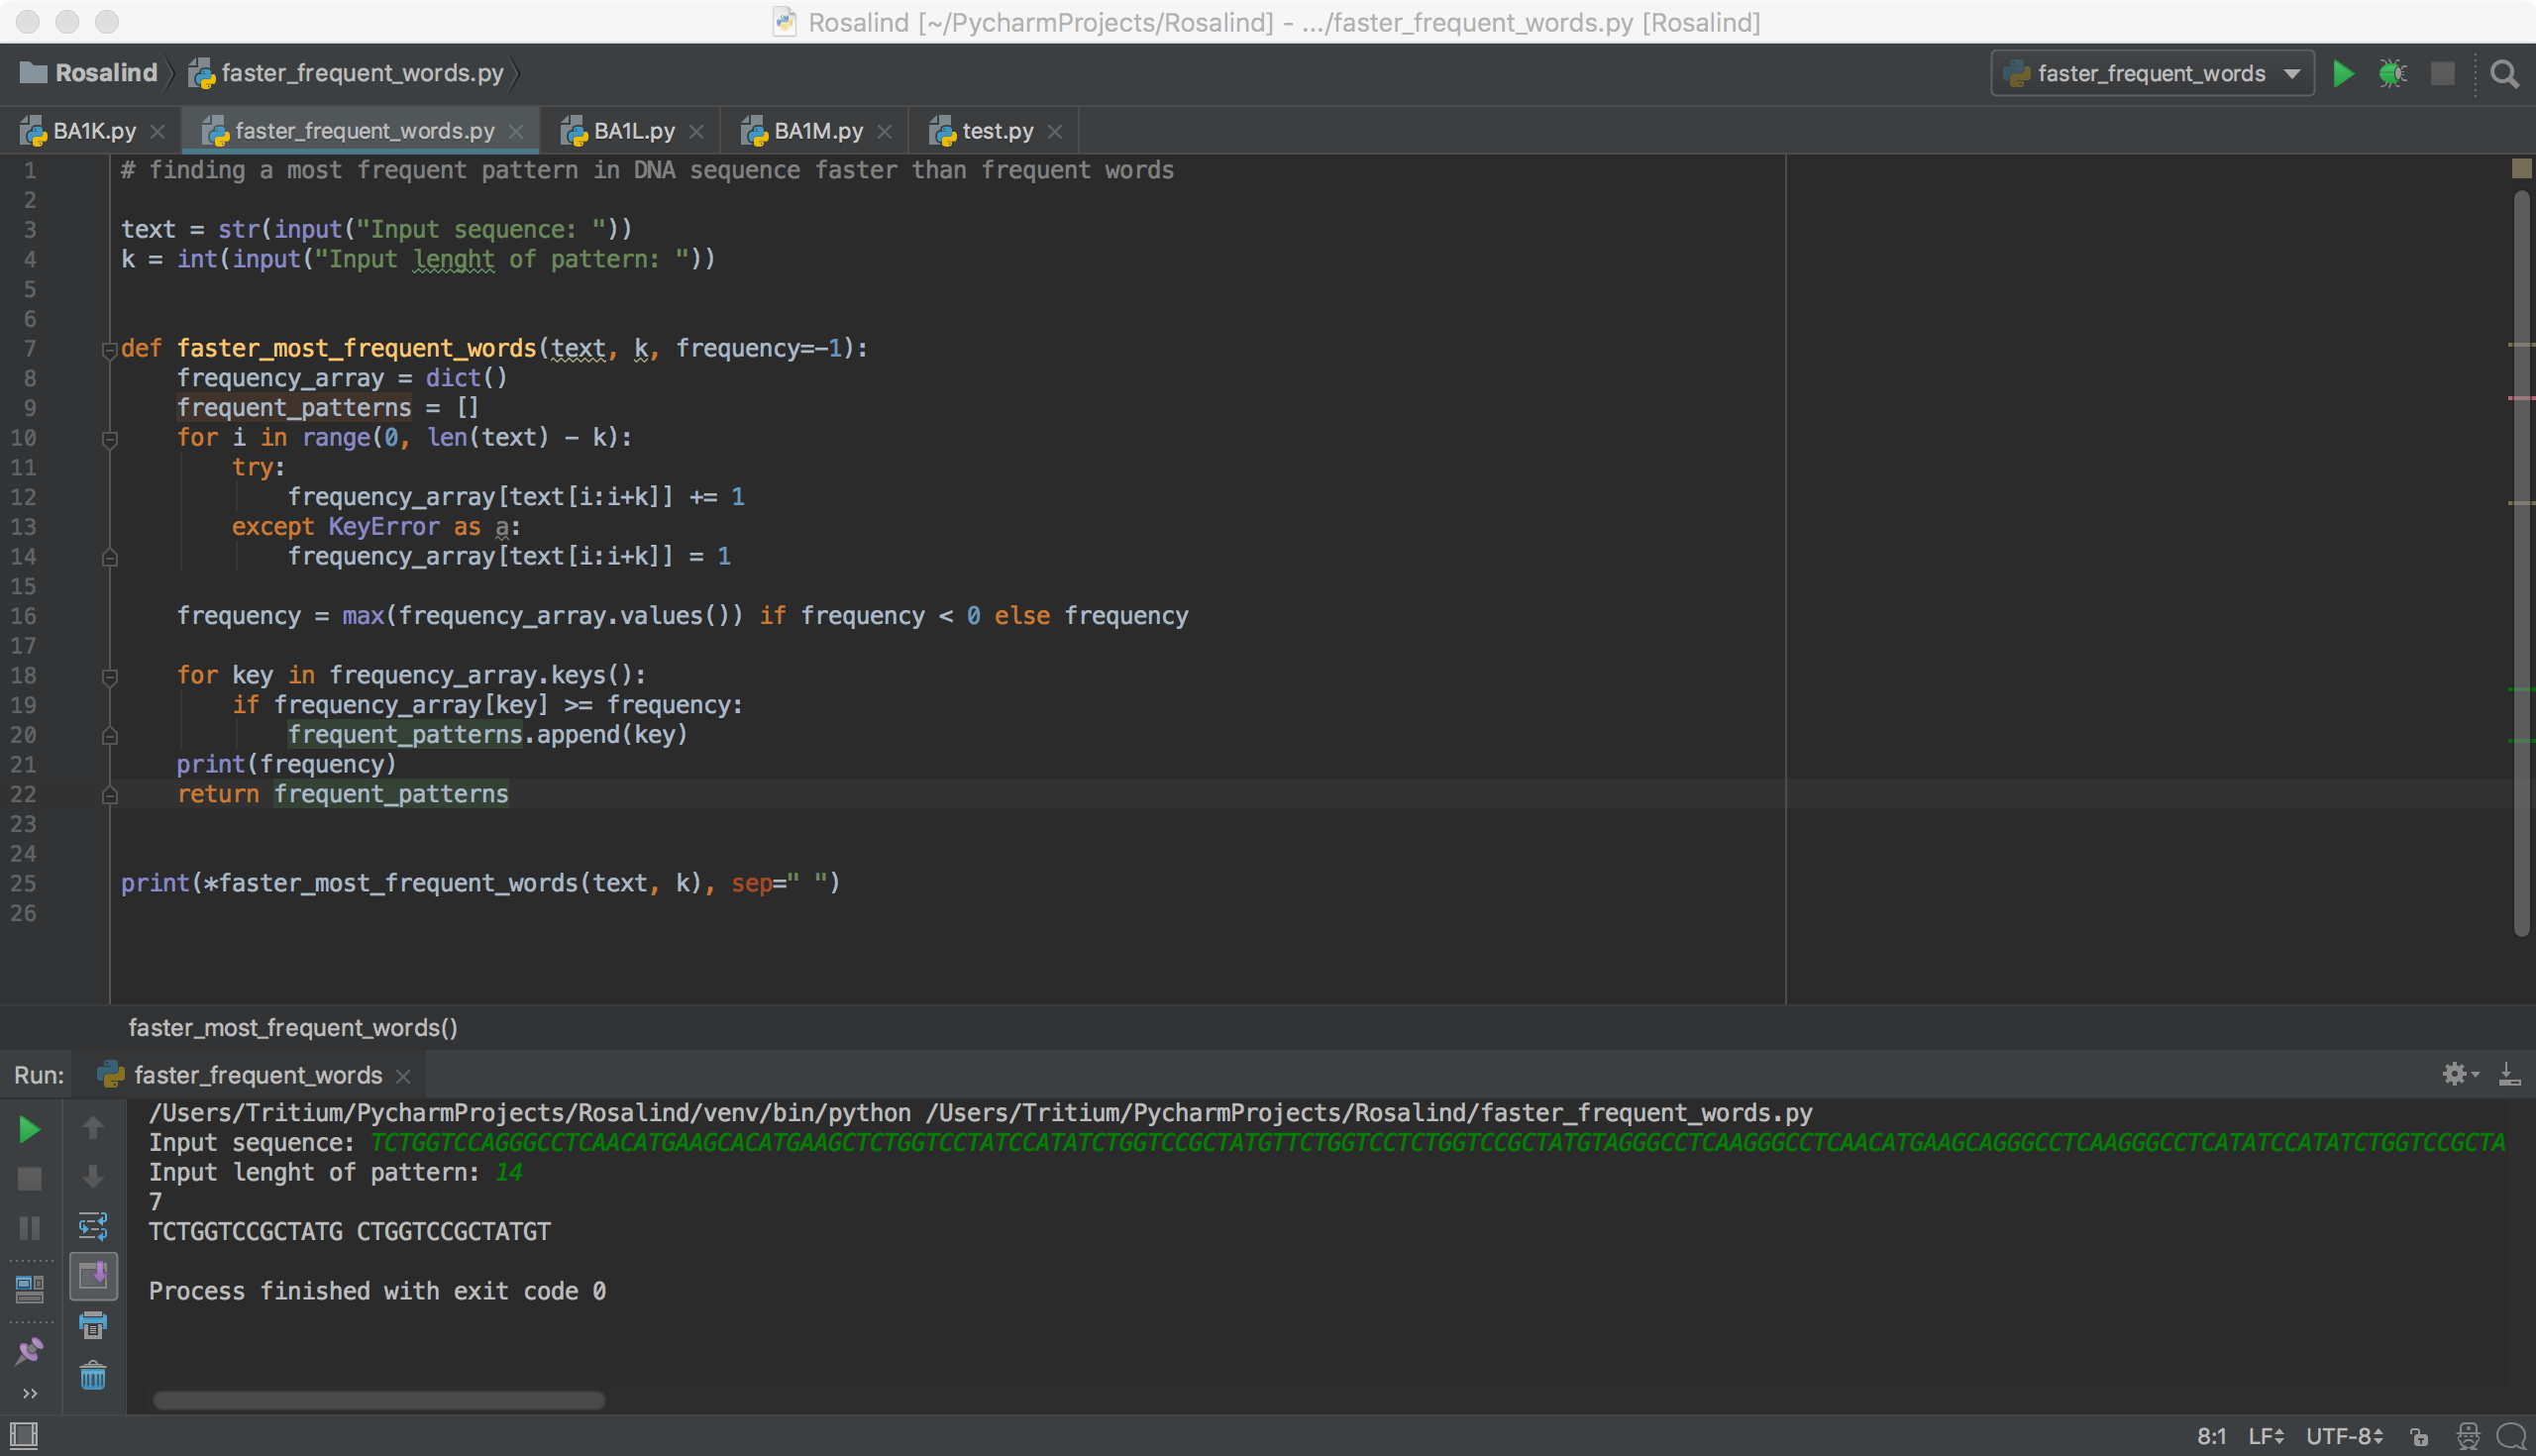 Rosalind [~/PycharmProjects/Rosalind] - .../faster_frequent_words.py [Rosalind]
Rosalind faster_frequent_words.py faster_frequent_words
BA1K.py faster_frequent_words.py BA1L.py BA1M.py test.py
1 # finding a most frequent pattern in DNA sequence faster than frequent words
2
3 text = str(input("Input sequence: "))
4 k = int(input("Input lenght of pattern: "))
5
6
7 def faster_most_frequent_words(text, k, frequency=-1):
8     frequency_array = dict()
9     frequent_patterns = []
10     for i in range(0, len(text) - k):
11         try:
12             frequency_array[text[i:i+k]] += 1
13         except KeyError as a:
14             frequency_array[text[i:i+k]] = 1
15
16     frequency = max(frequency_array.values()) if frequency < 0 else frequency
17
18     for key in frequency_array.keys():
19         if frequency_array[key] >= frequency:
20             frequent_patterns.append(key)
21     print(frequency)
22     return frequent_patterns
23
24
25 print(*faster_most_frequent_words(text, k), sep=" ")
26
faster_most_frequent_words()
Run: faster_frequent_words
/Users/Tritium/PycharmProjects/Rosalind/venv/bin/python /Users/Tritium/PycharmProjects/Rosalind/faster_frequent_words.py
Input sequence: TCTGGTCCAGGGCCTCAACATGAAGCACATGAAGCTCTGGTCCTATCCATATCTGGTCCGCTATGTTCTGGTCCTCTGGTCCGCTATGTAGGGCCTCAAGGGCCTCAACATGAAGCAGGGCCTCAAGGGCCTCATATCCATATCTGGTCCGCTA
Input lenght of pattern: 14
7
TCTGGTCCGCTATG CTGGTCCGCTATGT
Process finished with exit code 0
8:1 LF UTF-8